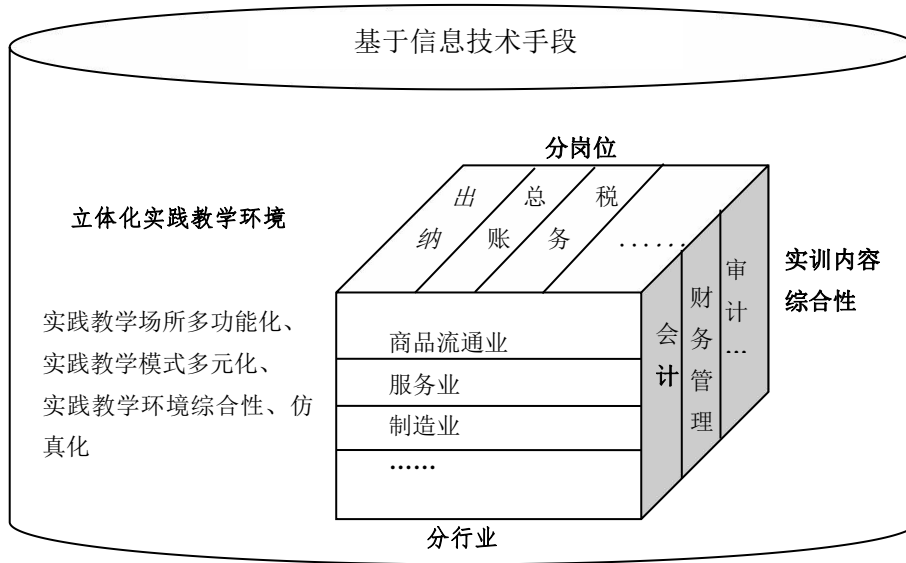 基于信息技术手段
分岗位
立体化实践教学环境
出纳
总账
税务
......
实训内容
综合性
实践教学场所多功能化、
实践教学模式多元化、
实践教学环境综合性、仿
真化
商品流通业
服务业
制造业
......
会计
财务管理
审计...
分行业